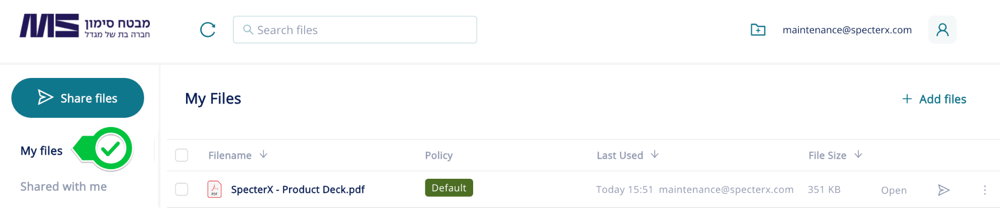 MS מבטח סימון
חברה בת של מגדל
Search files
maintenance@specterx.com
Share files
My files
Shared with me
My Files
Add files
Filename Policy Last Used File Size
PDF SpecterX - Product Deck.pdf Default Today 15:51 maintenance@specterx.com 351 KB Open